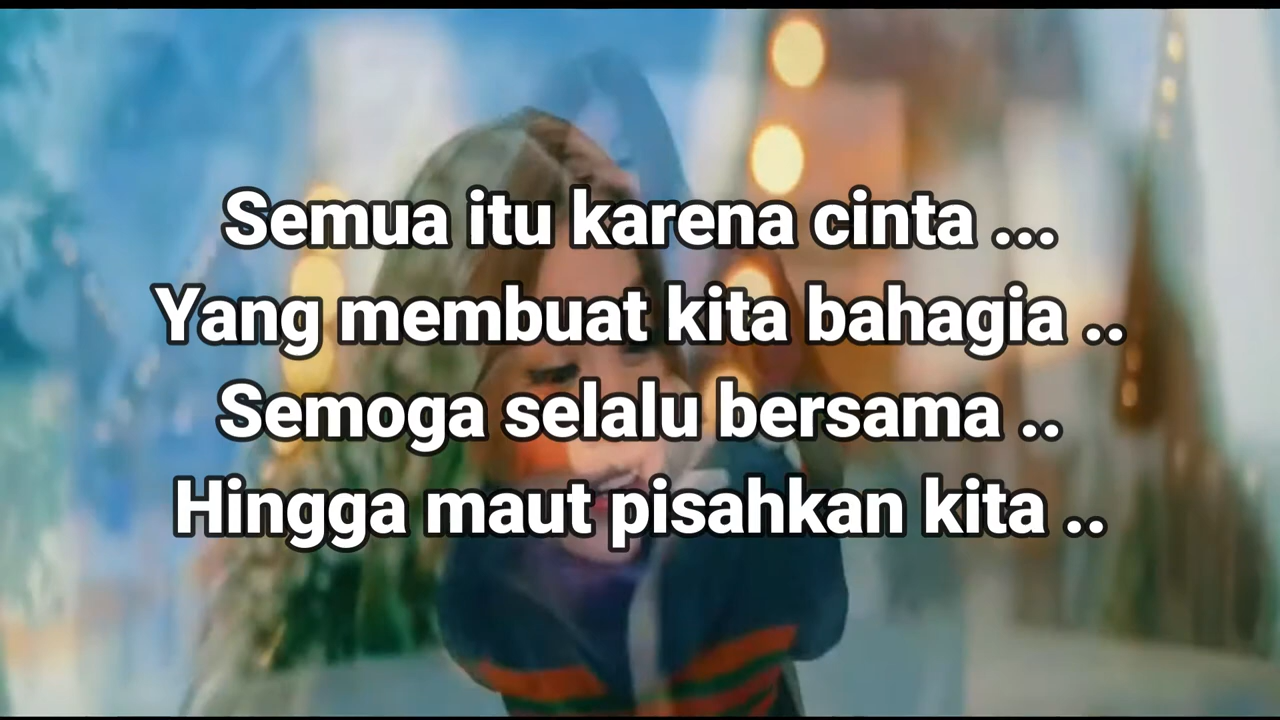 Semua itu karena cinta ...
Yang membuat kita bahagia ..
Semoga selalu bersama ..
Hingga maut pisahkan kita ..